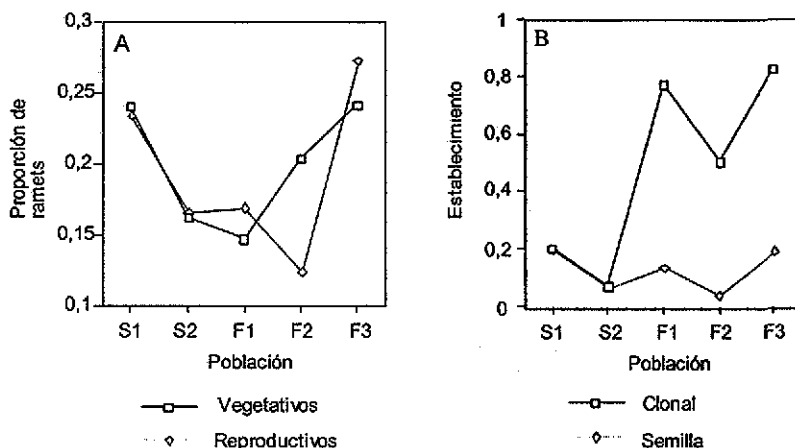 A
0,3
0,25
0,2
0,15
0,1
Proporción de
ramets
S1 S2 F1 F2 F3
Población
Vegetativos
Reproductivos
B
1
0,8
0,6
0,4
0,2
0
Establecimiento
S1 S2 F1 F2 F3
Población
Clonal
Semilla